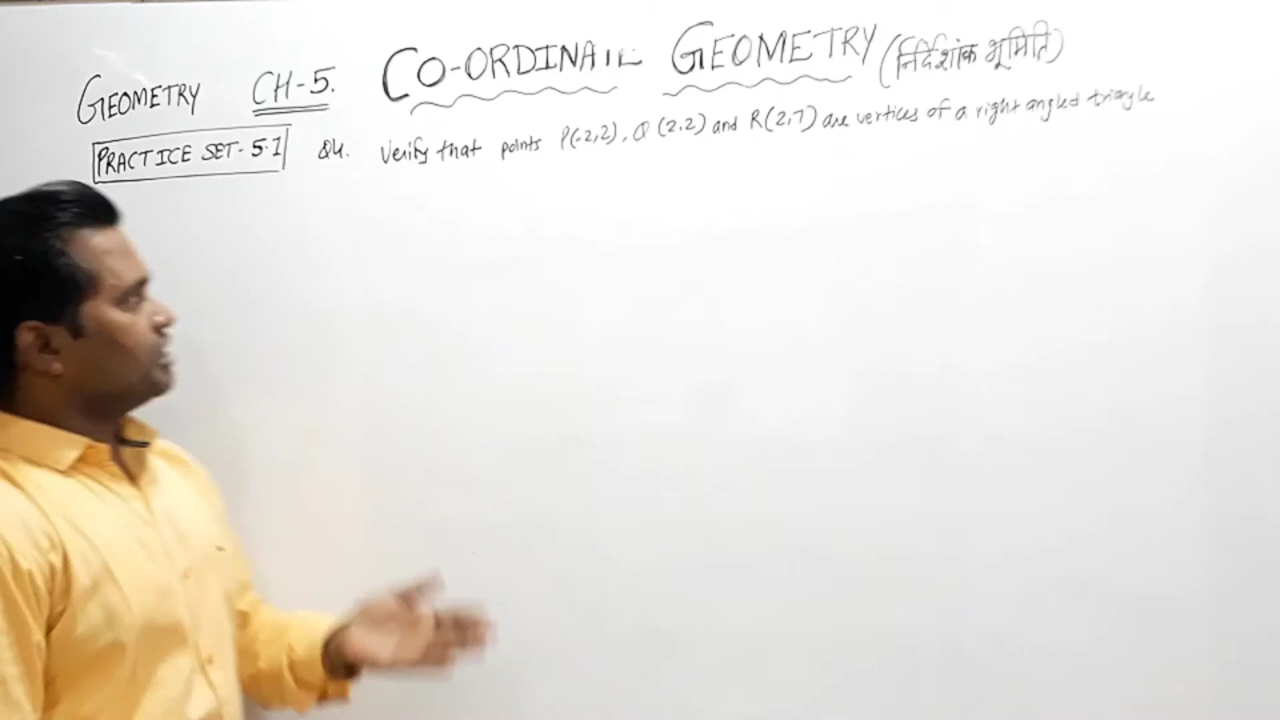 GEOMETRY CH-5. CO-ORDINATE GEOMETRY (निर्देशांक भूमिति)
PRACTICE SET- 5.1 Q4. Verify that points P(-2,2), Q (2,2) and R(2,7) are vertices of a right angled triangle